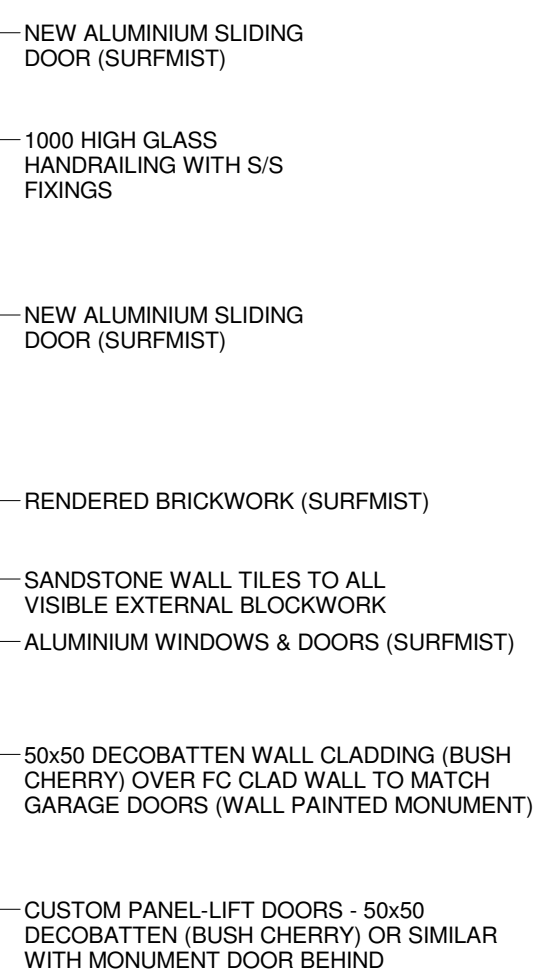 NEW ALUMINIUM SLIDING
DOOR (SURFMIST)
1000 HIGH GLASS
HANDRAILING WITH S/S
FIXINGS
NEW ALUMINIUM SLIDING
DOOR (SURFMIST)
RENDERED BRICKWORK (SURFMIST)
SANDSTONE WALL TILES TO ALL
VISIBLE EXTERNAL BLOCKWORK
ALUMINIUM WINDOWS & DOORS (SURFMIST)
50x50 DECOBATTEN WALL CLADDING (BUSH
CHERRY) OVER FC CLAD WALL TO MATCH
GARAGE DOORS (WALL PAINTED MONUMENT)
CUSTOM PANEL-LIFT DOORS - 50x50
DECOBATTEN (BUSH CHERRY) OR SIMILAR
WITH MONUMENT DOOR BEHIND